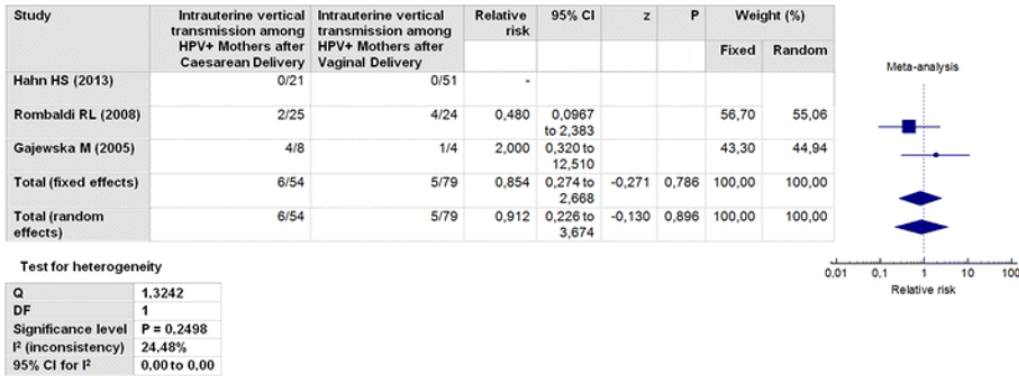 Study Intrauterine vertical transmission among HPV+ Mothers after Caesarean Delivery Intrauterine vertical transmission among HPV+ Mothers after Vaginal Delivery Relative risk 95% CI z P Weight (%)
Fixed Random
Hahn HS (2013) 0/21 0/51 -
Rombaldi RL (2008) 2/25 4/24 0,480 0,0967 to 2,383 56,70 55,06
Gajewska M (2005) 4/8 1/4 2,000 0,320 to 12,510 43,30 44,94
Total (fixed effects) 6/54 5/79 0,854 0,274 to 2,668 -0,271 0,786 100,00 100,00
Total (random effects) 6/54 5/79 0,912 0,226 to 3,674 -0,130 0,896 100,00 100,00
Meta-analysis
0,01 0,1 1 10 100
Relative risk
Test for heterogeneity
Q 1,3242
DF 1
Significance level P = 0,2498
I² (inconsistency) 24,48%
95% CI for I² 0,00 to 0,00